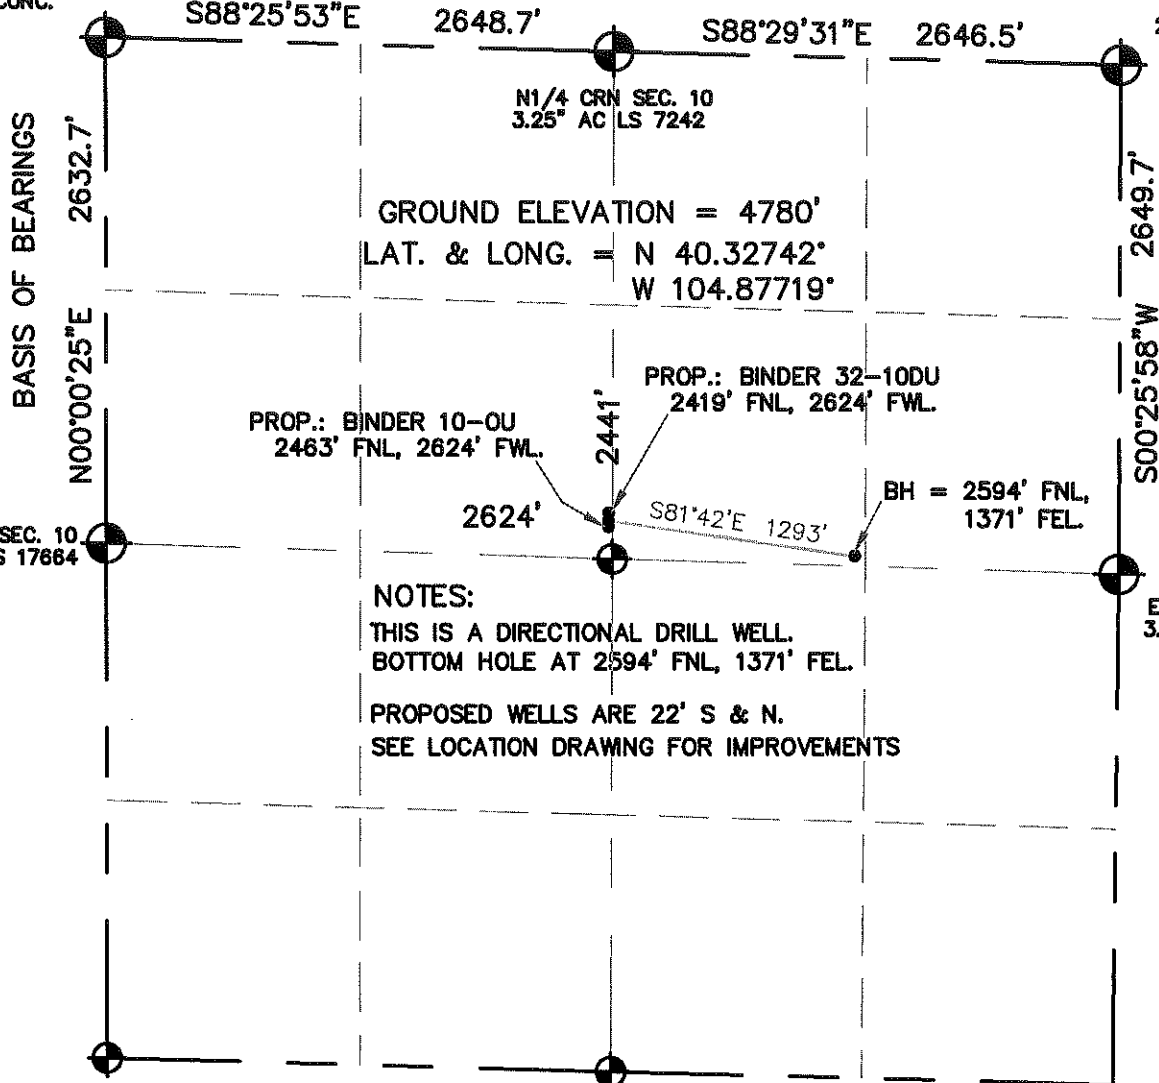 CONC.
S88°25'53"E 2648.7' S88°29'31"E 2646.5'
2
N1/4 CRN SEC. 10
3.25" AC LS 7242
BASIS OF BEARINGS
N00°00'25"E 2632.7'
S00°25'58"W 2649.7'
GROUND ELEVATION = 4780'
LAT. & LONG. = N 40.32742°
W 104.87719°
PROP.: BINDER 32-10DU
2419' FNL, 2624' FWL.
PROP.: BINDER 10-OU
2463' FNL, 2624' FWL.
2441'
BH = 2594' FNL,
1371' FEL.
2624'
S81°42'E 1293'
SEC. 10
S 17664
E
3.
NOTES:
THIS IS A DIRECTIONAL DRILL WELL.
BOTTOM HOLE AT 2594' FNL, 1371' FEL.
PROPOSED WELLS ARE 22' S & N.
SEE LOCATION DRAWING FOR IMPROVEMENTS